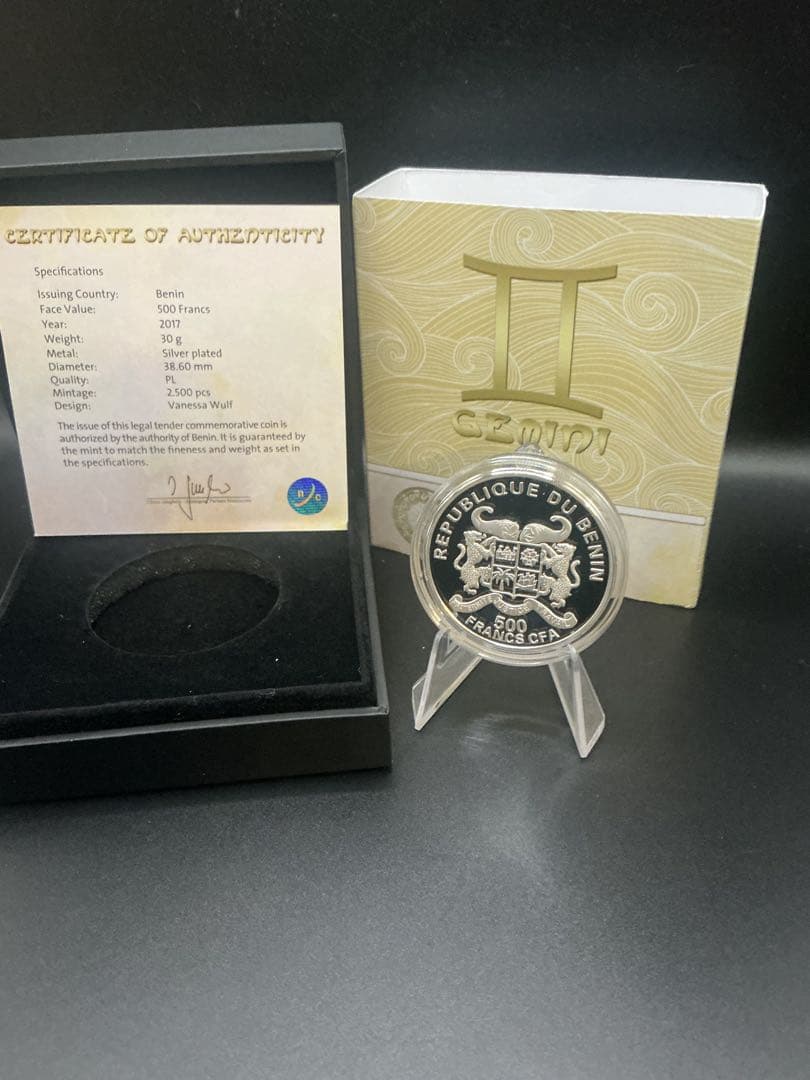 CERTIFICATE OF AUTHENTICITY
Specifications
Issuing Country: Benin
Face Value: 500 Francs
Year: 2017
Weight: 30 g
Metal: Silver plated
Diameter: 38.60 mm
Quality: PL
Mintage: 2.500 pcs
Design: Vanessa Wulf
The issue of this legal tender commemorative coin is
authorized by the authority of Benin. It is guaranteed by
the mint to match the fineness and weight as set in
the specifications.
GEMINI
REPUBLIQUE DU BENIN
500
FRANCS CFA